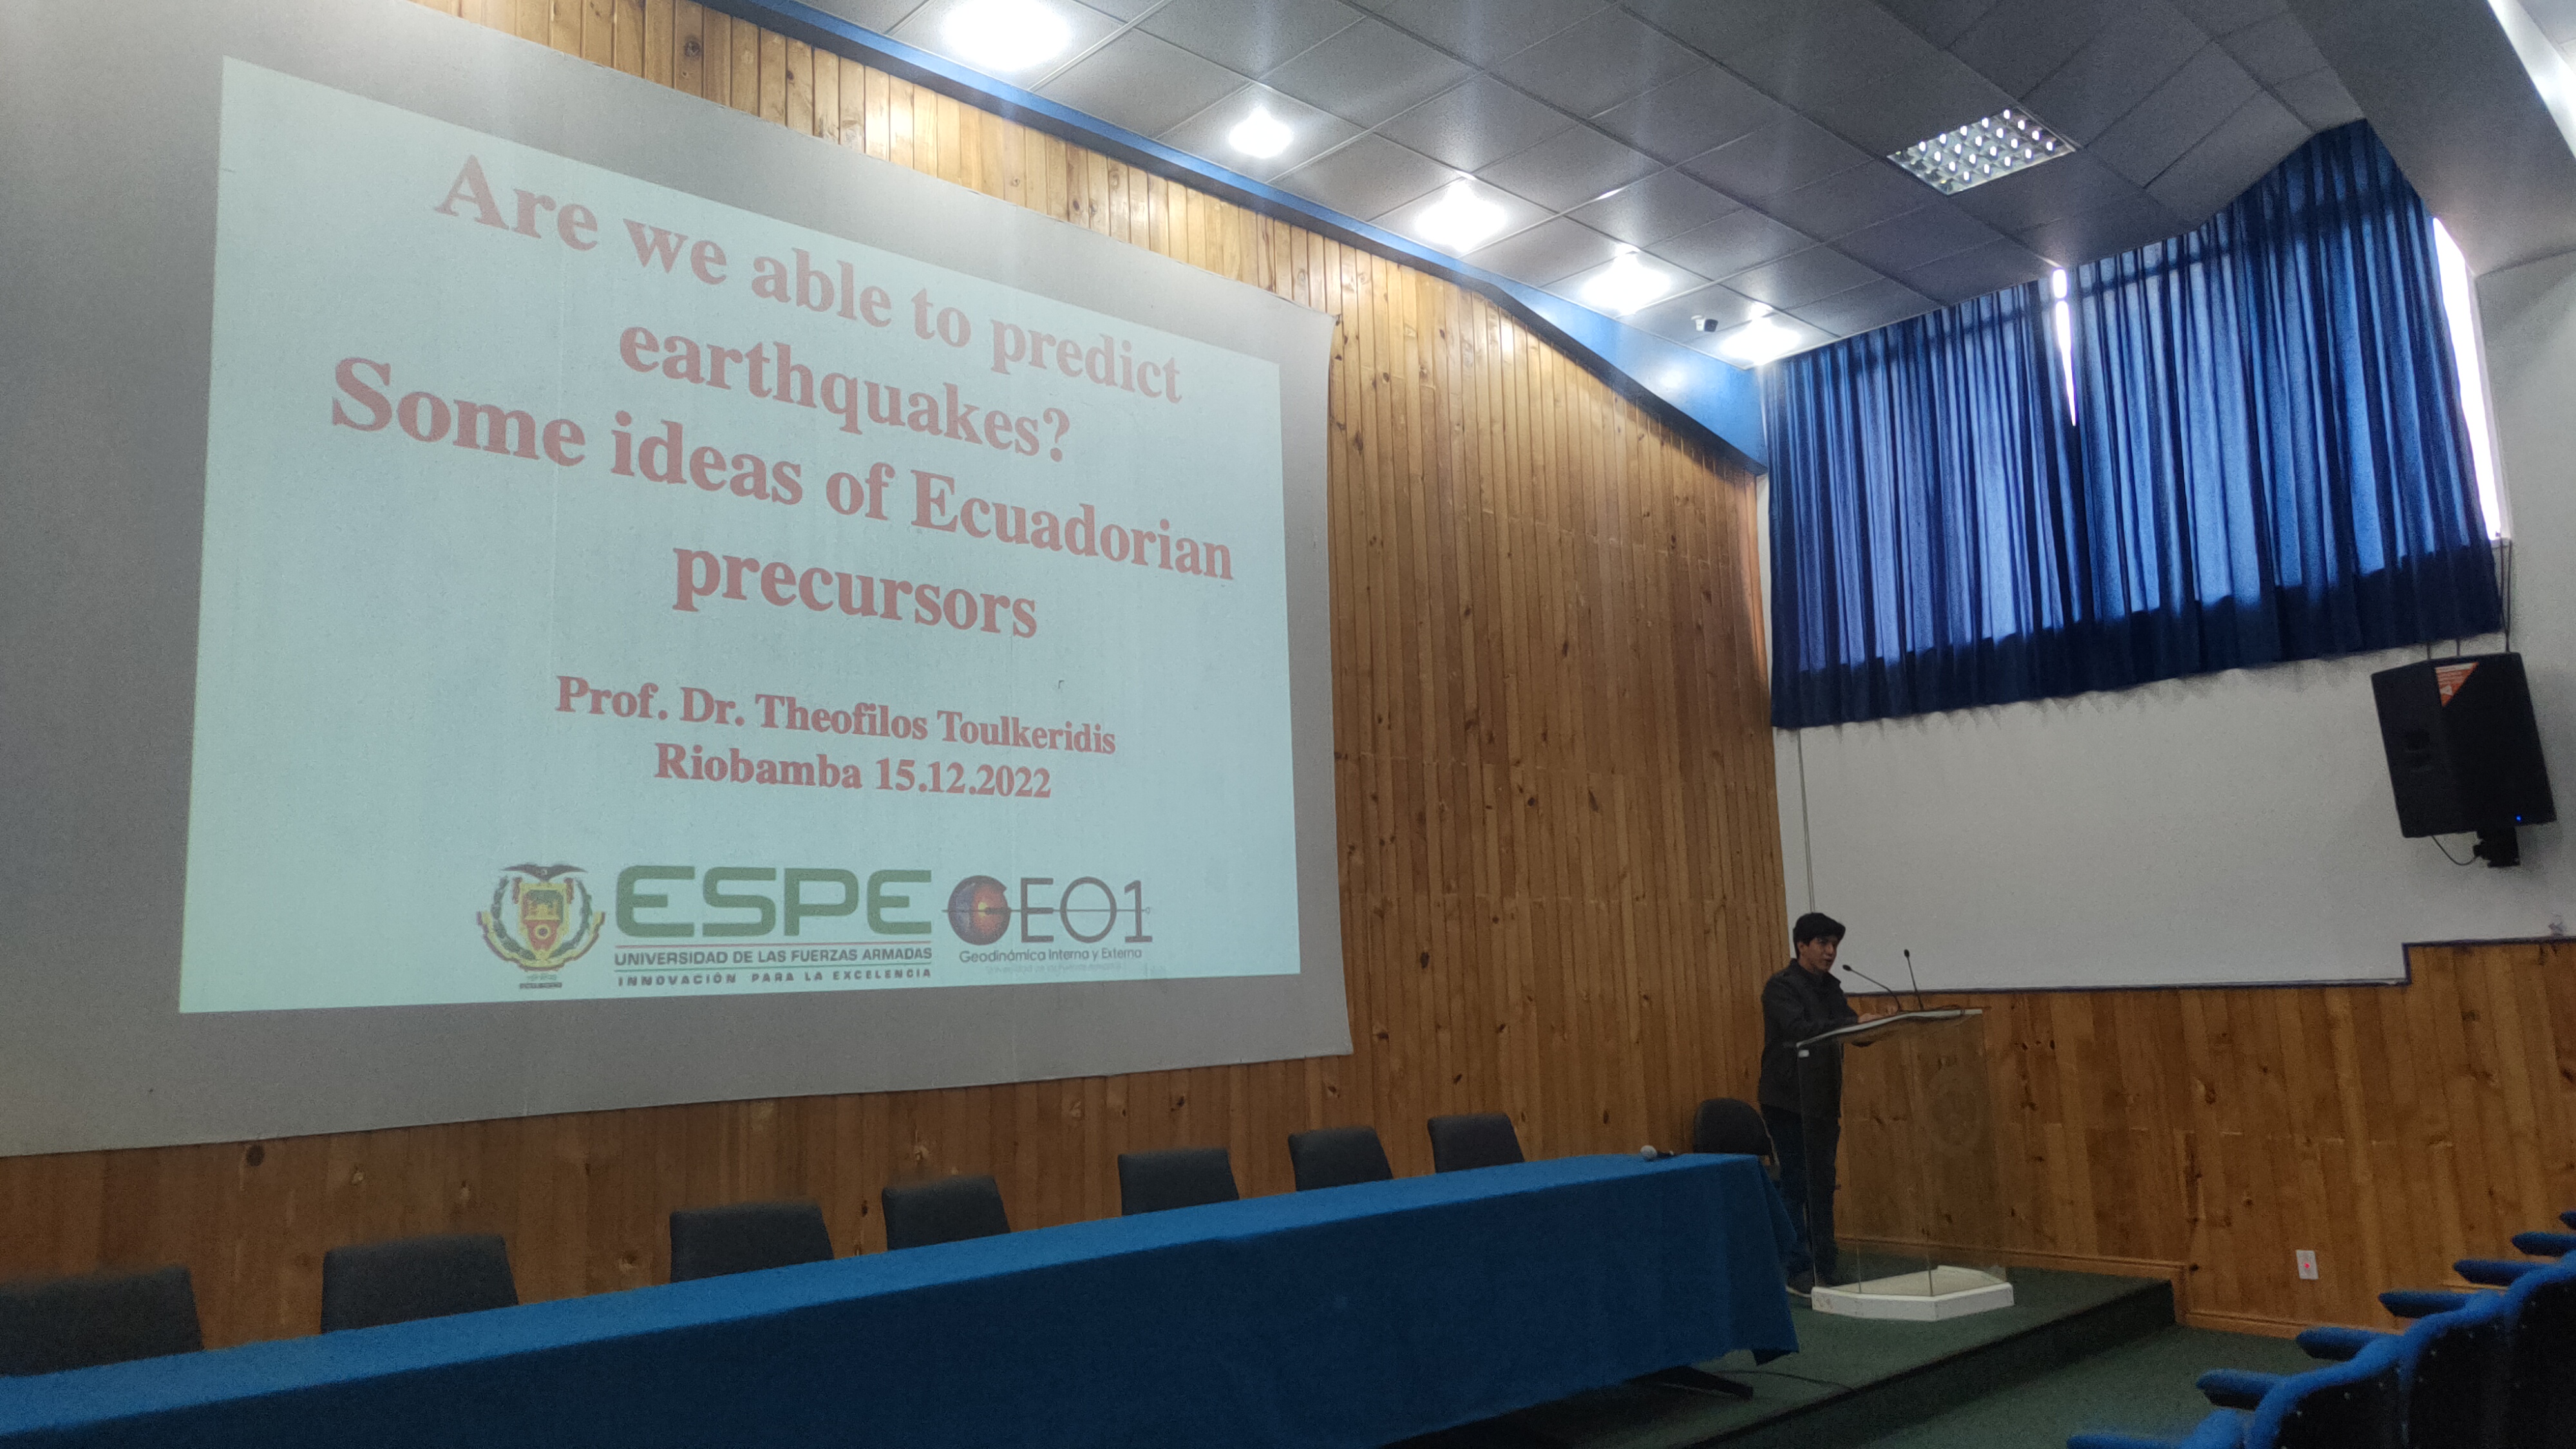 Are we able to predict
earthquakes?
Some ideas of Ecuadorian
precursors
Prof. Dr. Theofilos Toulkeridis
Riobamba 15.12.2022
ESPE
UNIVERSIDAD DE LAS FUERZAS ARMADAS
INNOVACIÓN PARA LA EXCELENCIA
GEO1
Geodinámica Interna y Externa